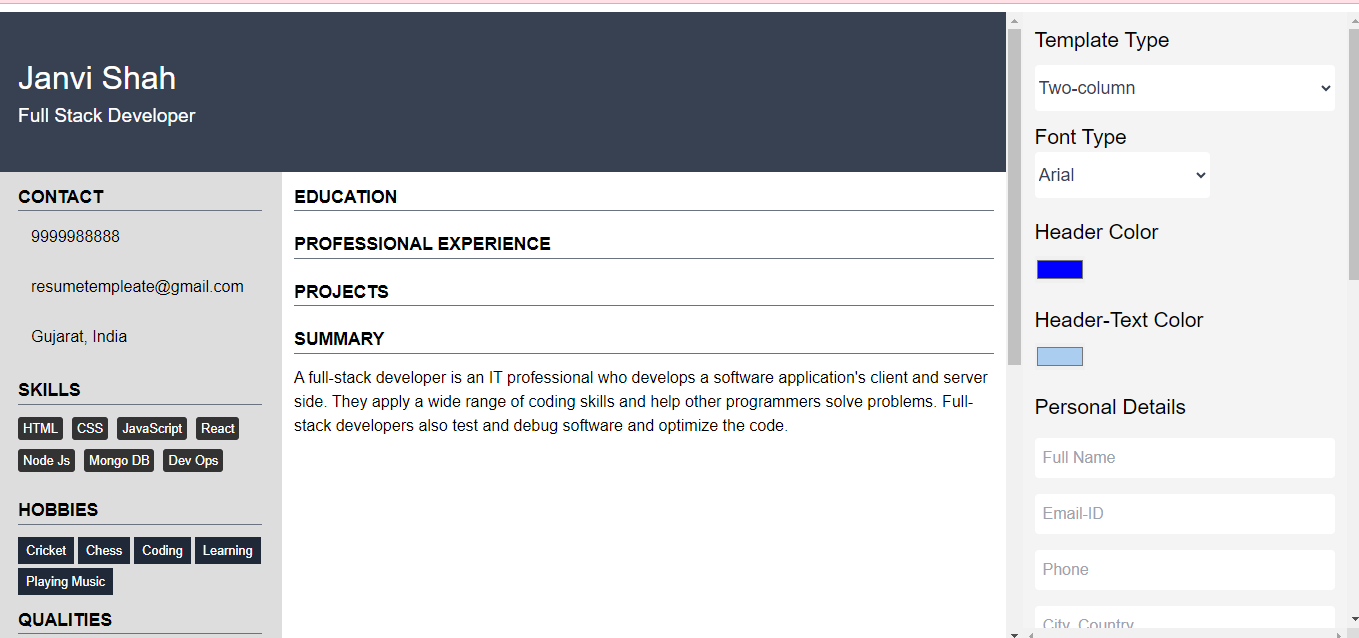 Janvi Shah
Full Stack Developer
CONTACT
9999988888
resumetempleate@gmail.com
Gujarat, India
SKILLS
HTML CSS JavaScript React
Node Js Mongo DB Dev Ops
HOBBIES
Cricket Chess Coding Learning
Playing Music
QUALITIES
EDUCATION
PROFESSIONAL EXPERIENCE
PROJECTS
SUMMARY
A full-stack developer is an IT professional who develops a software application's client and server
side. They apply a wide range of coding skills and help other programmers solve problems. Full-
stack developers also test and debug software and optimize the code.
Template Type
Two-column
Font Type
Arial
Header Color
Header-Text Color
Personal Details
Full Name
Email-ID
Phone
City, Country